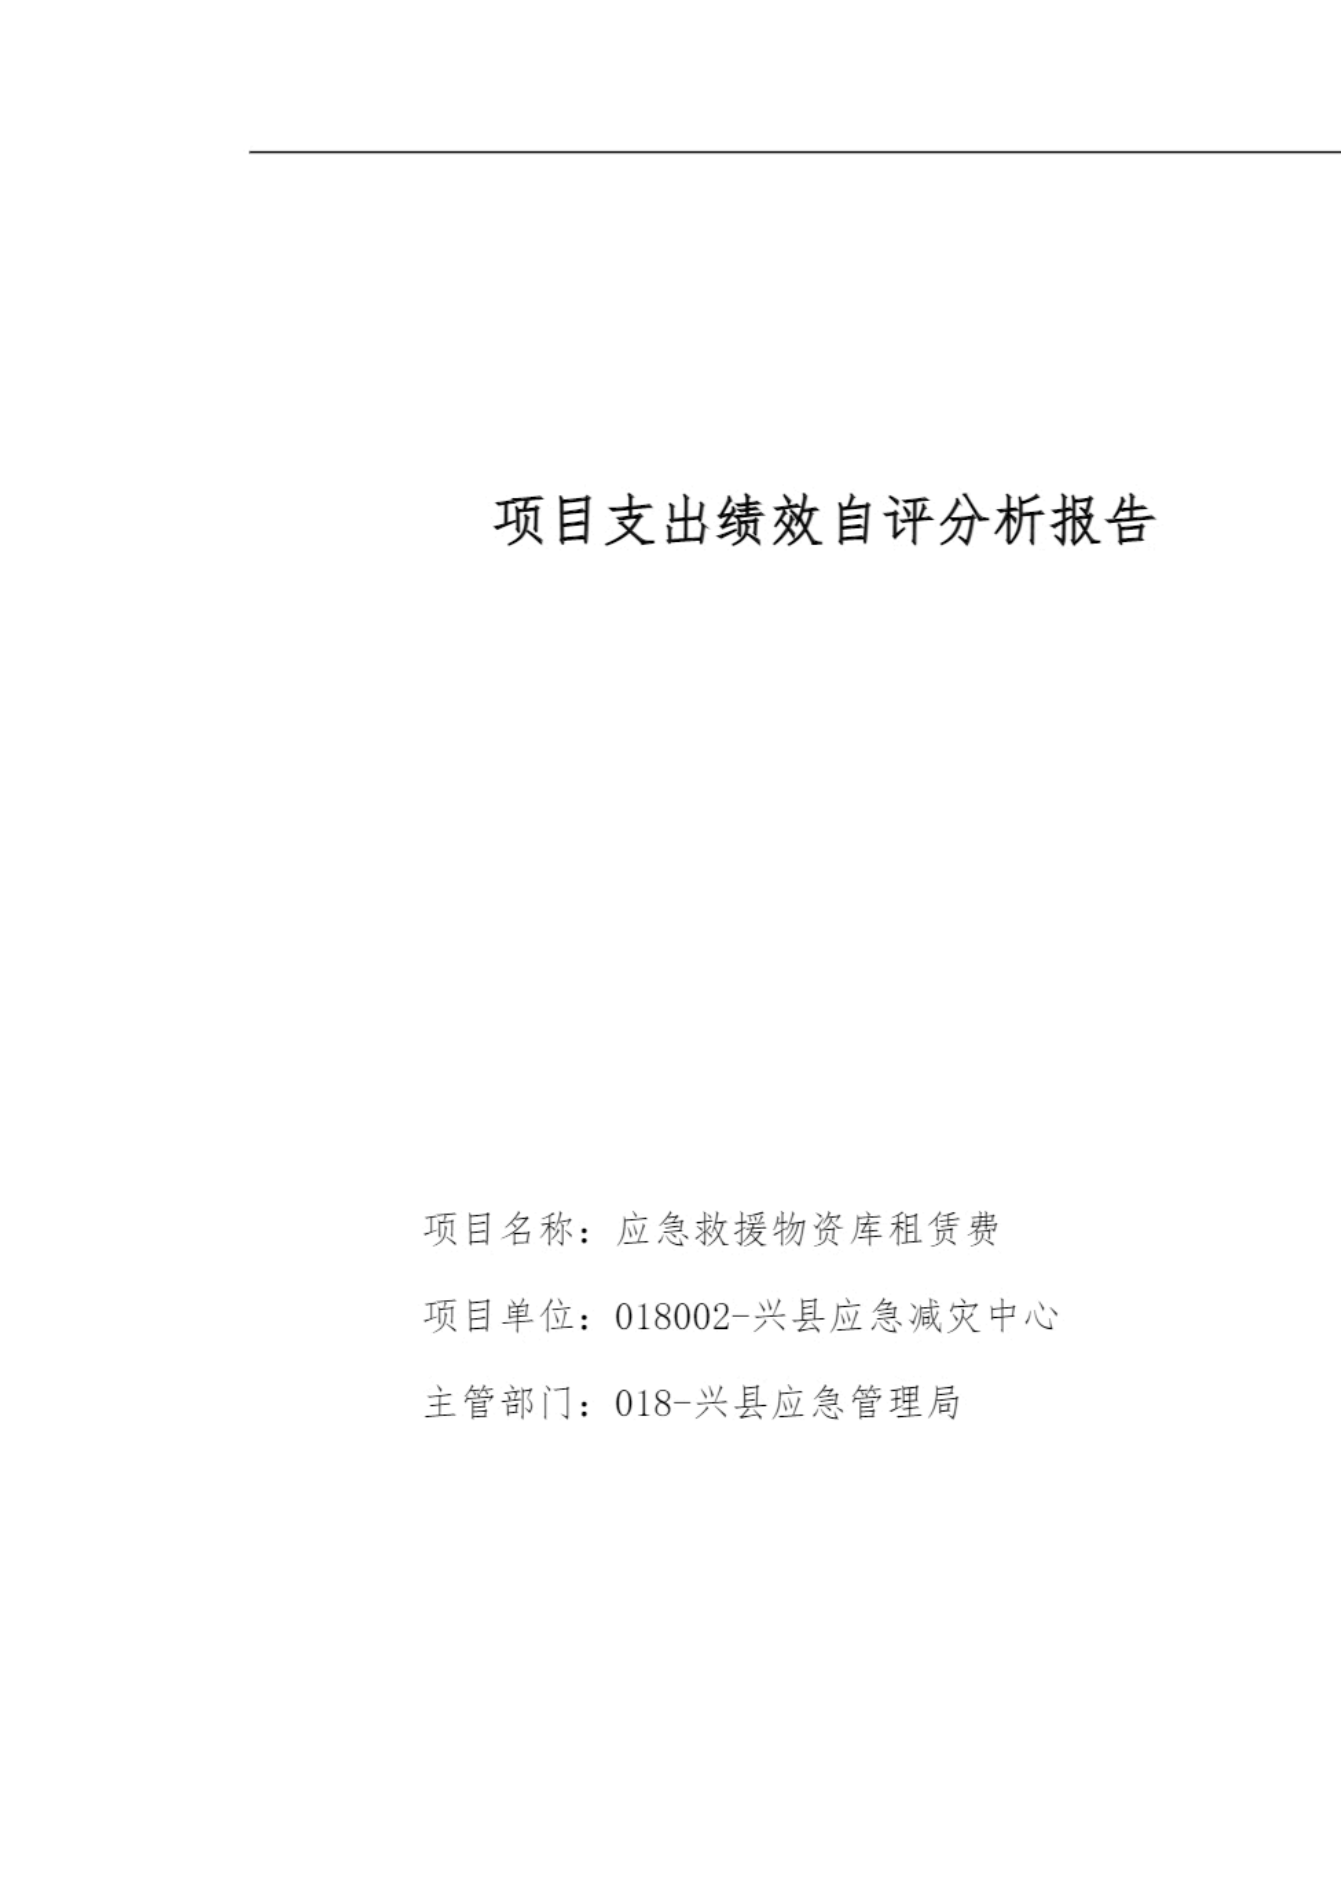 项目支出绩效自评分析报告
项目名称：应急救援物资库租赁费
项目单位：018002-兴县应急减灾中心
主管部门：018-兴县应急管理局